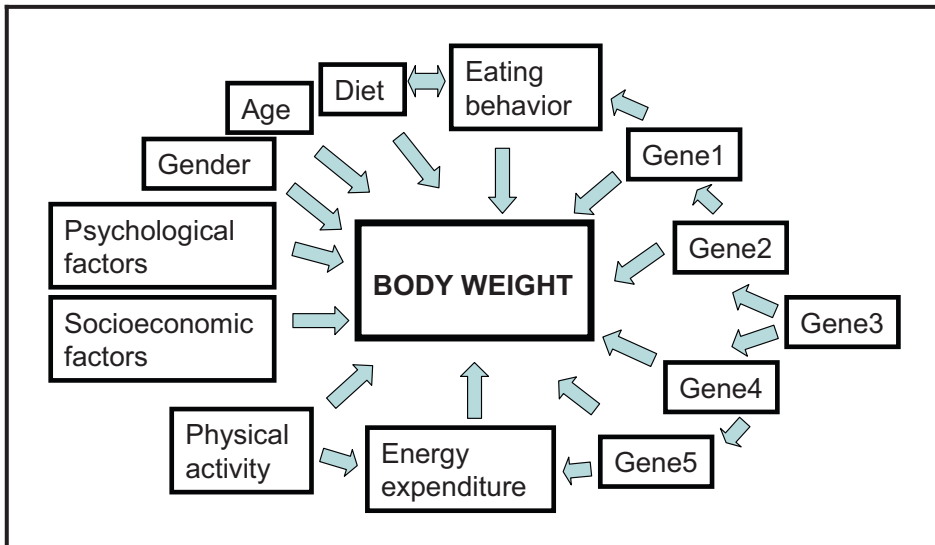 Eating
behavior
Diet
Age
Gender
Psychological
factors
Socioeconomic
factors
Physical
activity
Energy
expenditure
BODY WEIGHT
Gene1
Gene2
Gene3
Gene4
Gene5